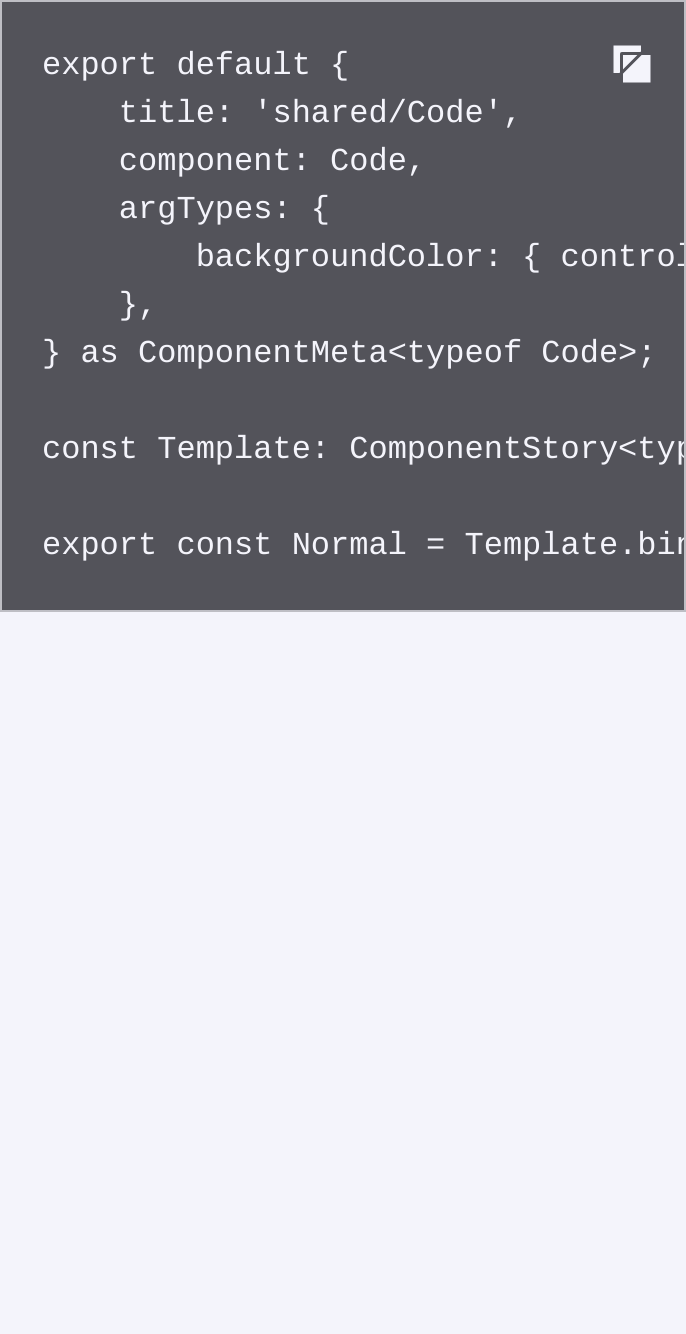 export default {
    title: 'shared/Code',
    component: Code,
    argTypes: {
        backgroundColor: { control
    },
} as ComponentMeta<typeof Code>;
const Template: ComponentStory<typ
export const Normal = Template.bin